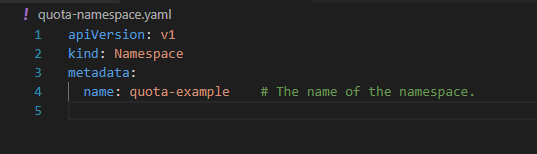 ! quota-namespace.yaml
1 apiVersion: v1
2 kind: Namespace
3 metadata:
4   name: quota-example    # The name of the namespace.
5